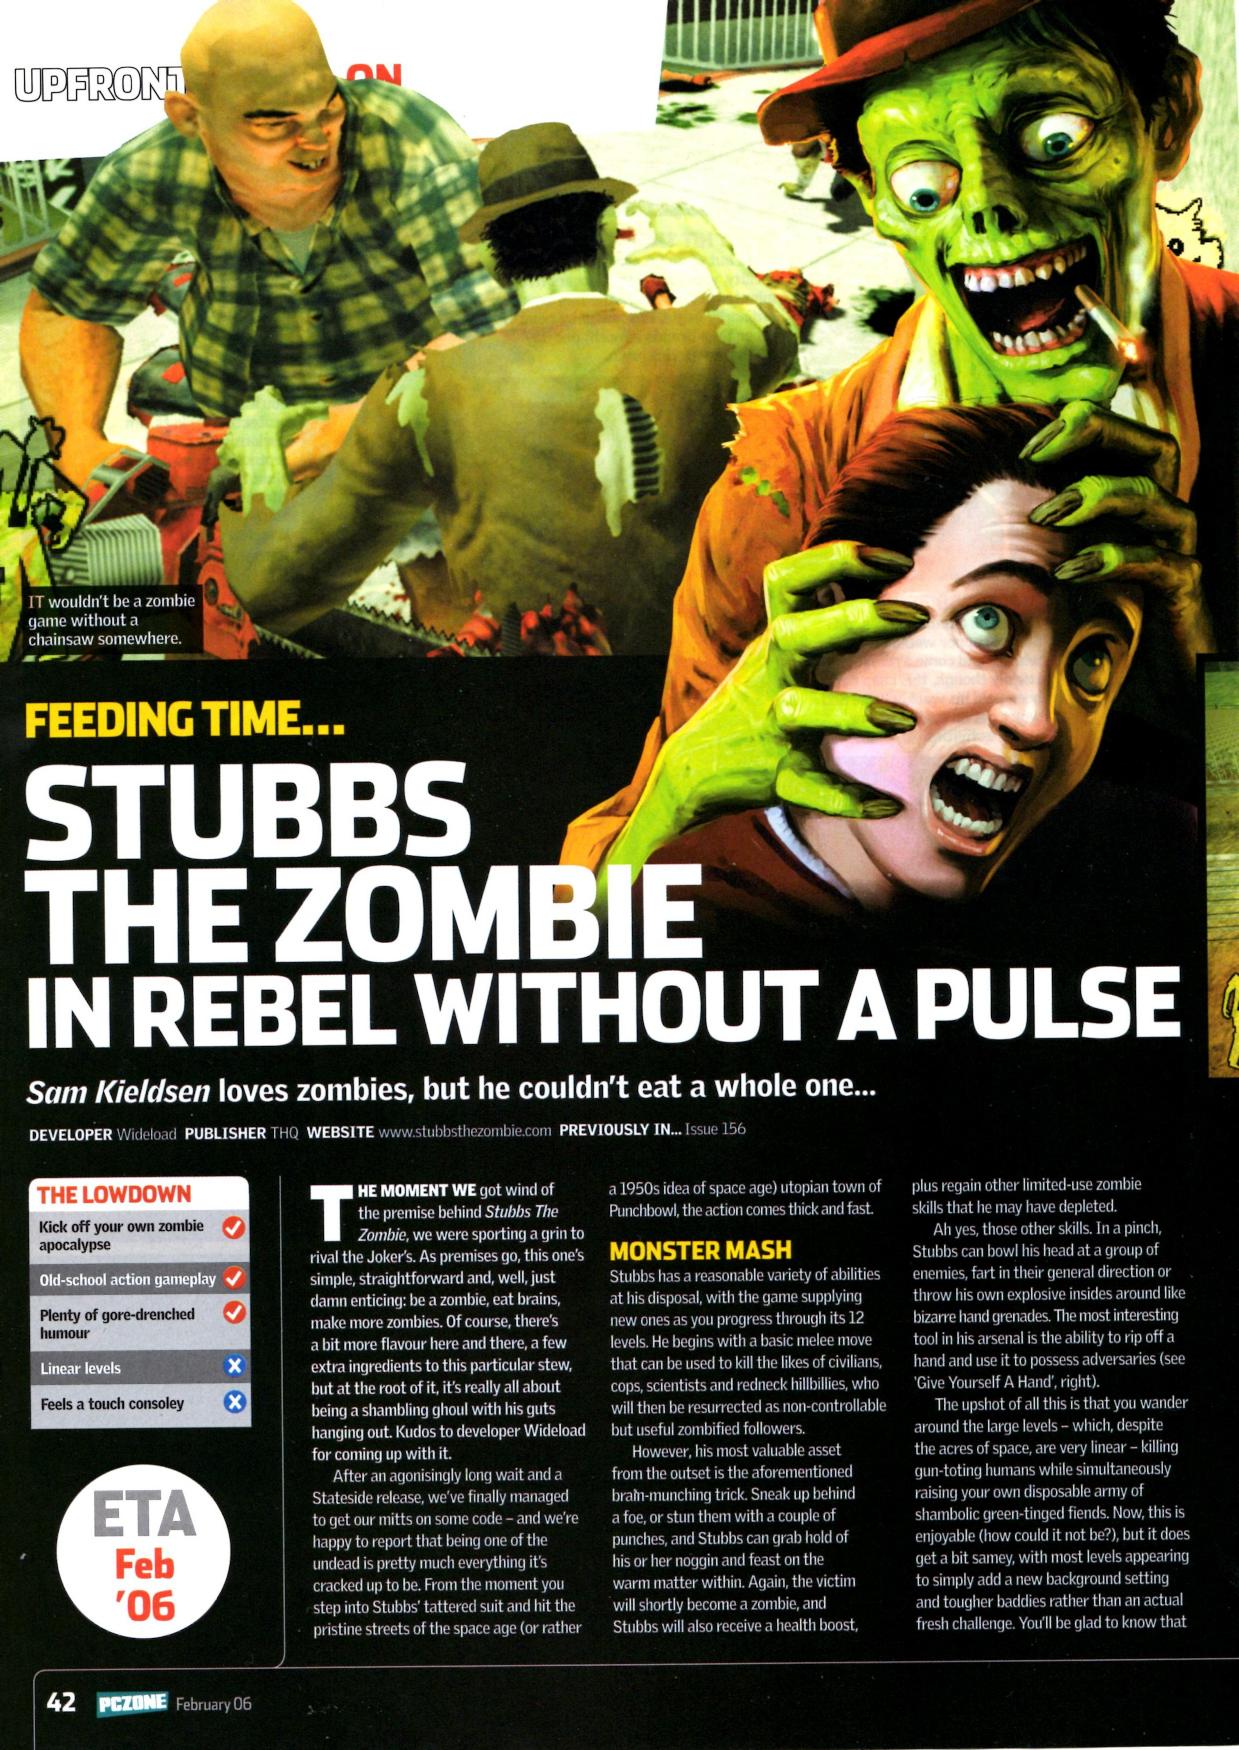 UPFRONT
ON
IT wouldn't be a zombie
game without a
chainsaw somewhere.
FEEDING TIME...
STUBBS
THE ZOMBIE
IN REBEL WITHOUT A PULSE
Sam Kieldsen loves zombies, but he couldn't eat a whole one...
DEVELOPER Wideload PUBLISHER THQ WEBSITE www.stubbsthezombie.com PREVIOUSLY IN... Issue 156
THE LOWDOWN
Kick off your own zombie
apocalypse
Old-school action gameplay
Plenty of gore-drenched
humour
Linear levels
Feels a touch consoley
ETA
Feb
'06
THE MOMENT WE got wind of
the premise behind Stubbs The
Zombie, we were sporting a grin to
rival the Joker's. As premises go, this one's
simple, straightforward and, well, just
damn enticing: be a zombie, eat brains,
make more zombies. Of course, there's
a bit more flavour here and there, a few
extra ingredients to this particular stew,
but at the root of it, it's really all about
being a shambling ghoul with his guts
hanging out. Kudos to developer Wideload
for coming up with it.
After an agonisingly long wait and a
Stateside release, we've finally managed
to get our mitts on some code – and we're
happy to report that being one of the
undead is pretty much everything it's
cracked up to be. From the moment you
step into Stubbs' tattered suit and hit the
pristine streets of the space age (or rather
a 1950s idea of space age) utopian town of
Punchbowl, the action comes thick and fast.
MONSTER MASH
Stubbs has a reasonable variety of abilities
at his disposal, with the game supplying
new ones as you progress through its 12
levels. He begins with a basic melee move
that can be used to kill the likes of civilians,
cops, scientists and redneck hillbillies, who
will then be resurrected as non-controllable
but useful zombified followers.
However, his most valuable asset
from the outset is the aforementioned
brain-munching trick. Sneak up behind
a foe, or stun them with a couple of
punches, and Stubbs can grab hold of
his or her noggin and feast on the
warm matter within. Again, the victim
will shortly become a zombie, and
Stubbs will also receive a health boost,
plus regain other limited-use zombie
skills that he may have depleted.
Ah yes, those other skills. In a pinch,
Stubbs can bowl his head at a group of
enemies, fart in their general direction or
throw his own explosive insides around like
bizarre hand grenades. The most interesting
tool in his arsenal is the ability to rip off a
hand and use it to possess adversaries (see
'Give Yourself A Hand', right).
The upshot of all this is that you wander
around the large levels – which, despite
the acres of space, are very linear – killing
gun-toting humans while simultaneously
raising your own disposable army of
shambolic green-tinged fiends. Now, this is
enjoyable (how could it not be?), but it does
get a bit samey, with most levels appearing
to simply add a new background setting
and tougher baddies rather than an actual
fresh challenge. You'll be glad to know that
42 PCZONE February 06